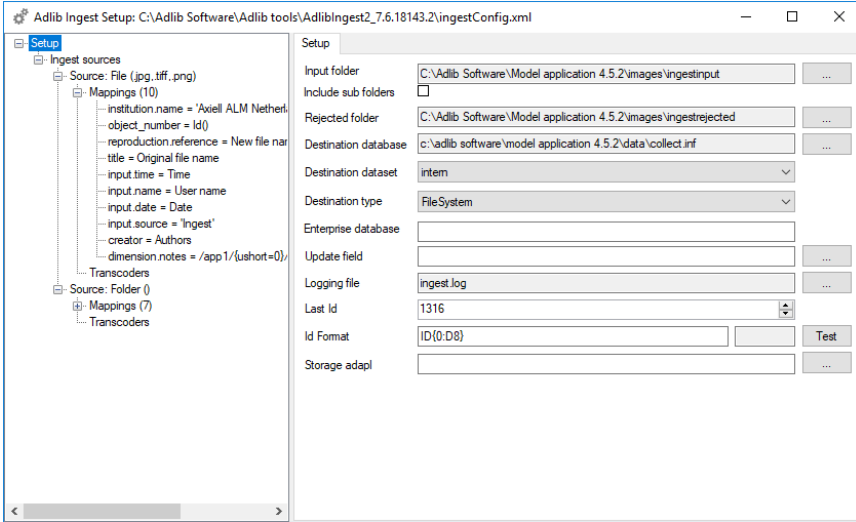 Adlib Ingest Setup: C:\Adlib Software\Adlib tools\AdlibIngest2_7.6.18143.2\ingestConfig.xml
Setup
Ingest sources
Source: File (.jpg,.tiff,.png)
Mappings (10)
institution.name = 'Axiell ALM Netherl
object_number = Id()
reproduction.reference = New file nar
title = Original file name
input.time = Time
input.name = User name
input.date = Date
input.source = 'Ingest'
creator = Authors
dimension.notes = /app1/{ushort=0}/
Transcoders
Source: Folder ()
Mappings (7)
Transcoders
Setup
Input folder C:\Adlib Software\Model application 4.5.2\images\ingestinput ...
Include sub folders
Rejected folder C:\Adlib Software\Model application 4.5.2\images\ingestrejected ...
Destination database c:\adlib software\model application 4.5.2\data\collect.inf ...
Destination dataset intern
Destination type FileSystem
Enterprise database
Update field ...
Logging file ingest.log ...
Last Id 1316
Id Format ID{0:D8} Test
Storage adapl ...